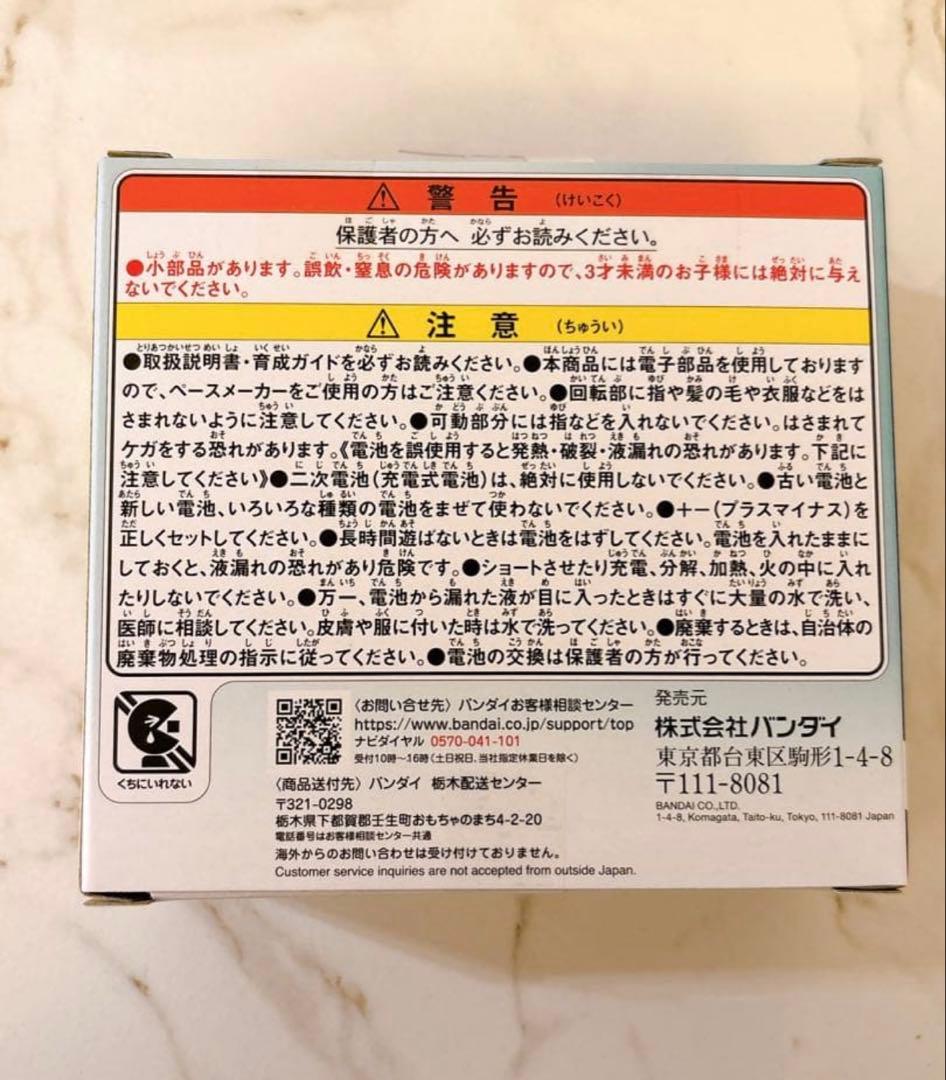 ⚠ 警告 (けいこく)
保護者の方へ 必ずお読みください。
●小部品があります。誤飲・窒息の危険がありますので、3才未満のお子様には絶対に与え
ないでください。
⚠ 注意 (ちゅうい)
●取扱説明書・育成ガイドを必ずお読みください。●本商品には電子部品を使用しております
ので、ペースメーカーをご使用の方はご注意ください。●回転部に指や髪の毛や衣服などをは
さまれないように注意してください。●可動部分には指などを入れないでください。はさまれて
ケガをする恐れがあります。《電池を誤使用すると発熱・破裂・液漏れの恐れがあります。下記に
注意してください》●二次電池(充電式電池)は、絶対に使用しないでください。●古い電池と
新しい電池、いろいろな種類の電池をまぜて使わないでください。●+−(プラスマイナス)を
正しくセットしてください。●長時間遊ばないときは電池をはずしてください。電池を入れたままに
しておくと、液漏れの恐れがあり危険です。●ショートさせたり充電、分解、加熱、火の中に入れ
たりしないでください。●万一、電池から漏れた液が目に入ったときはすぐに大量の水で洗い、
医師に相談してください。皮膚や服に付いた時は水で洗ってください。●廃棄するときは、自治体の
廃棄物処理の指示に従ってください。●電池の交換は保護者の方が行ってください。
くちにいれない
〈お問い合せ先〉バンダイお客様相談センター
https://www.bandai.co.jp/support/top
ナビダイヤル 0570-041-101
受付10時〜16時(土日祝日、当社指定休業日を除く)
〈商品送付先〉バンダイ 栃木配送センター
〒321-0298
栃木県下都賀郡壬生町おもちゃのまち4-2-20
電話番号はお客様相談センター共通
海外からのお問い合わせは受け付けておりません。
Customer service inquiries are not accepted from outside Japan.
発売元
株式会社バンダイ
東京都台東区駒形1-4-8
〒111-8081
BANDAI CO.,LTD.
1-4-8, Komagata, Taito-ku, Tokyo, 111-8081 Japan